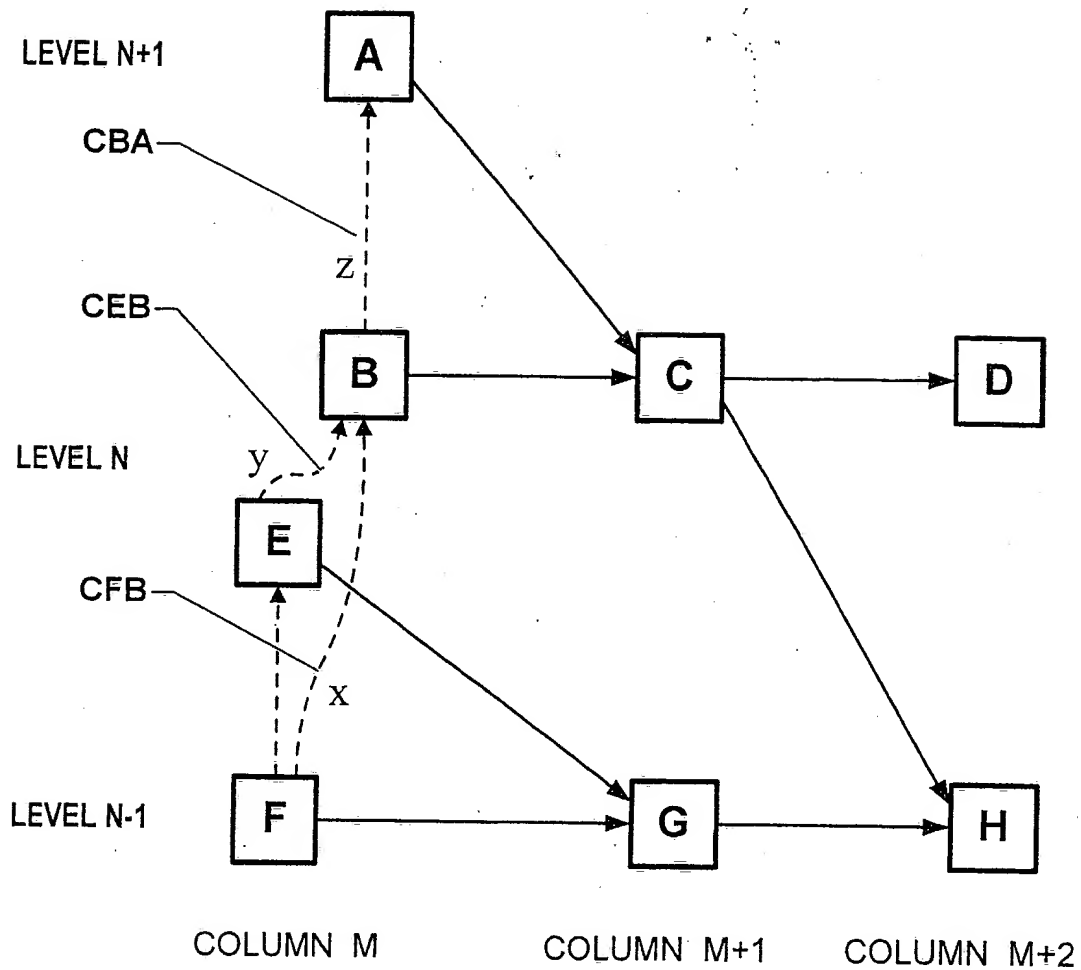 LEVEL N+1
A
CBA
z
CEB
B
C
D
LEVEL N
y
E
CFB
x
LEVEL N-1
F
G
H
COLUMN M
COLUMN M+1
COLUMN M+2